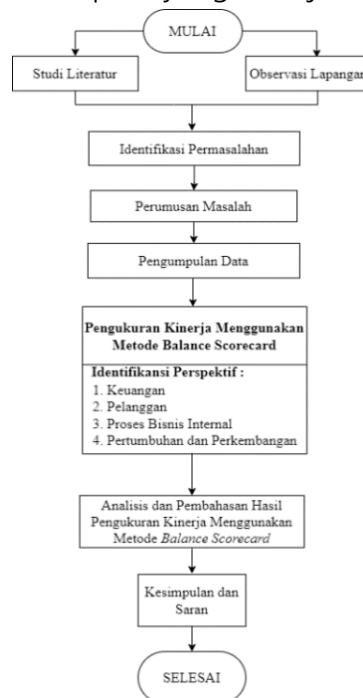 MULAI
Studi Literatur
Observasi Lapangan
Identifikasi Permasalahan
Perumusan Masalah
Pengumpulan Data
Pengukuran Kinerja Menggunakan
Metode Balance Scorecard
Identifikansi Perspektif :
1. Keuangan
2. Pelanggan
3. Proses Bisnis Internal
4. Pertumbuhan dan Perkembangan
Analisis dan Pembahasan Hasil
Pengukuran Kinerja Menggunakan
Metode Balance Scorecard
Kesimpulan dan
Saran
SELESAI